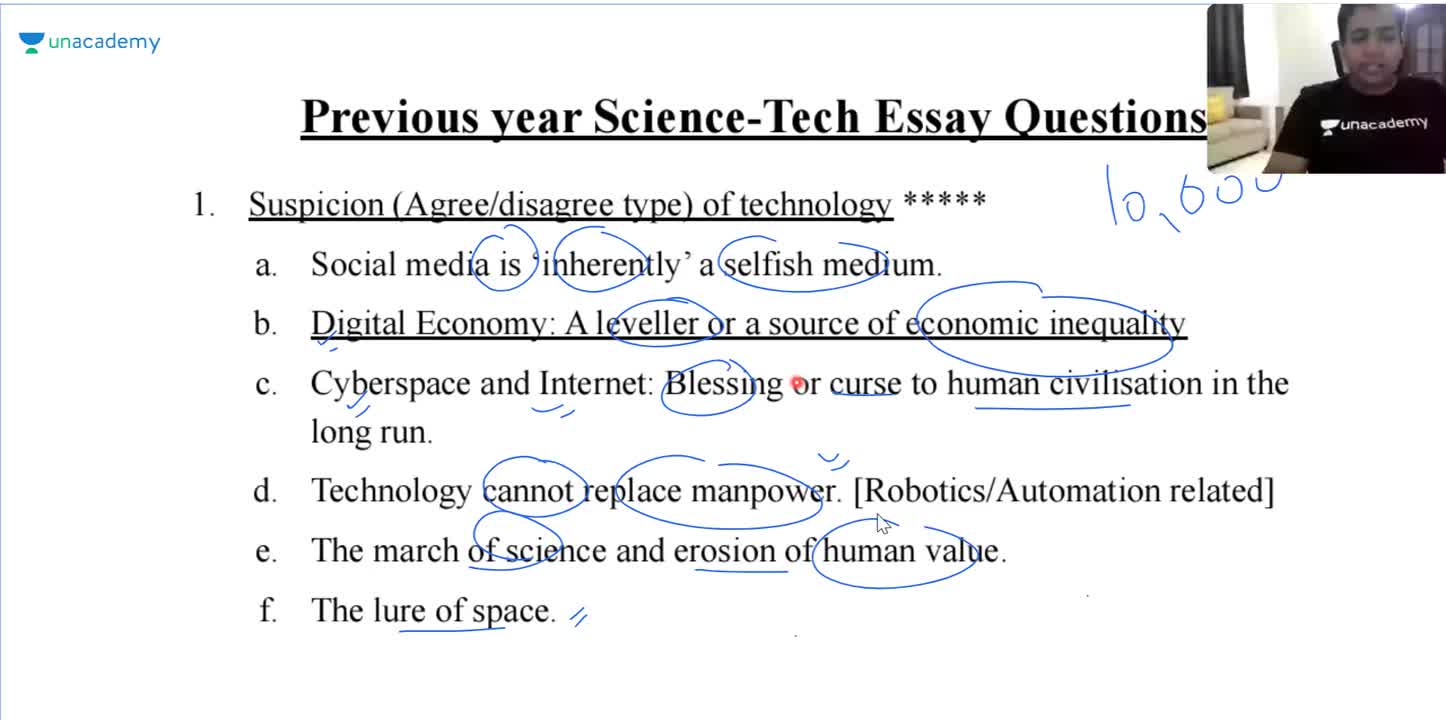 unacademy
Previous year Science-Tech Essay Questions
unacademy
1. Suspicion (Agree/disagree type) of technology *****
10,000
a. Social media is ‘inherently’ a selfish medium.
b. Digital Economy: A leveller or a source of economic inequality
c. Cyberspace and Internet: Blessing or curse to human civilisation in the
long run.
d. Technology cannot replace manpower. [Robotics/Automation related]
e. The march of science and erosion of human value.
f. The lure of space.